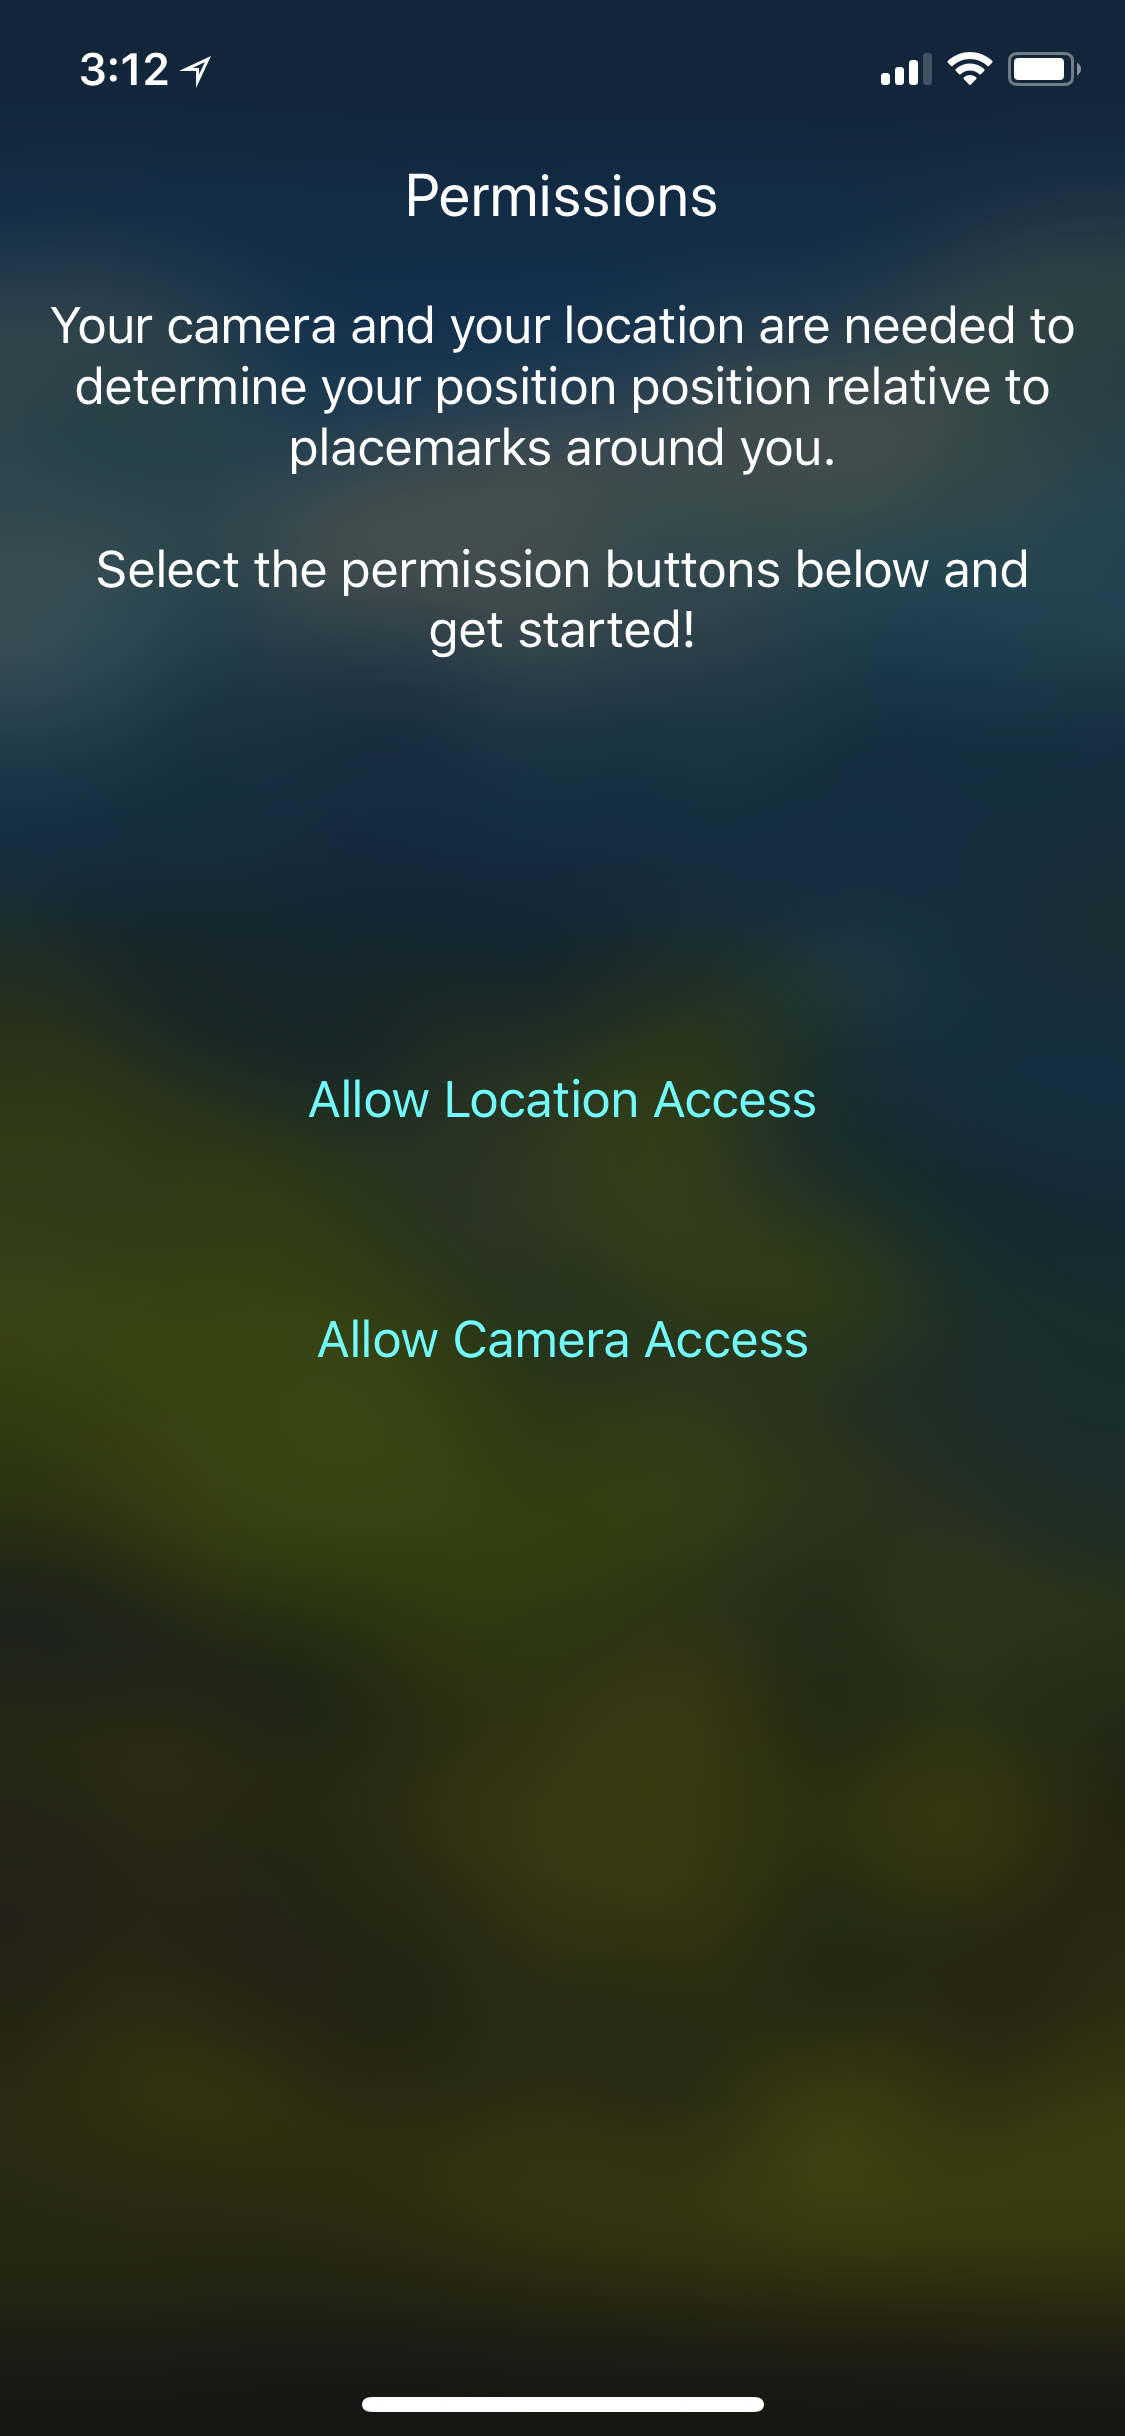 3:12
Permissions
Your camera and your location are needed to
determine your position position relative to
placemarks around you.
Select the permission buttons below and
get started!
Allow Location Access
Allow Camera Access